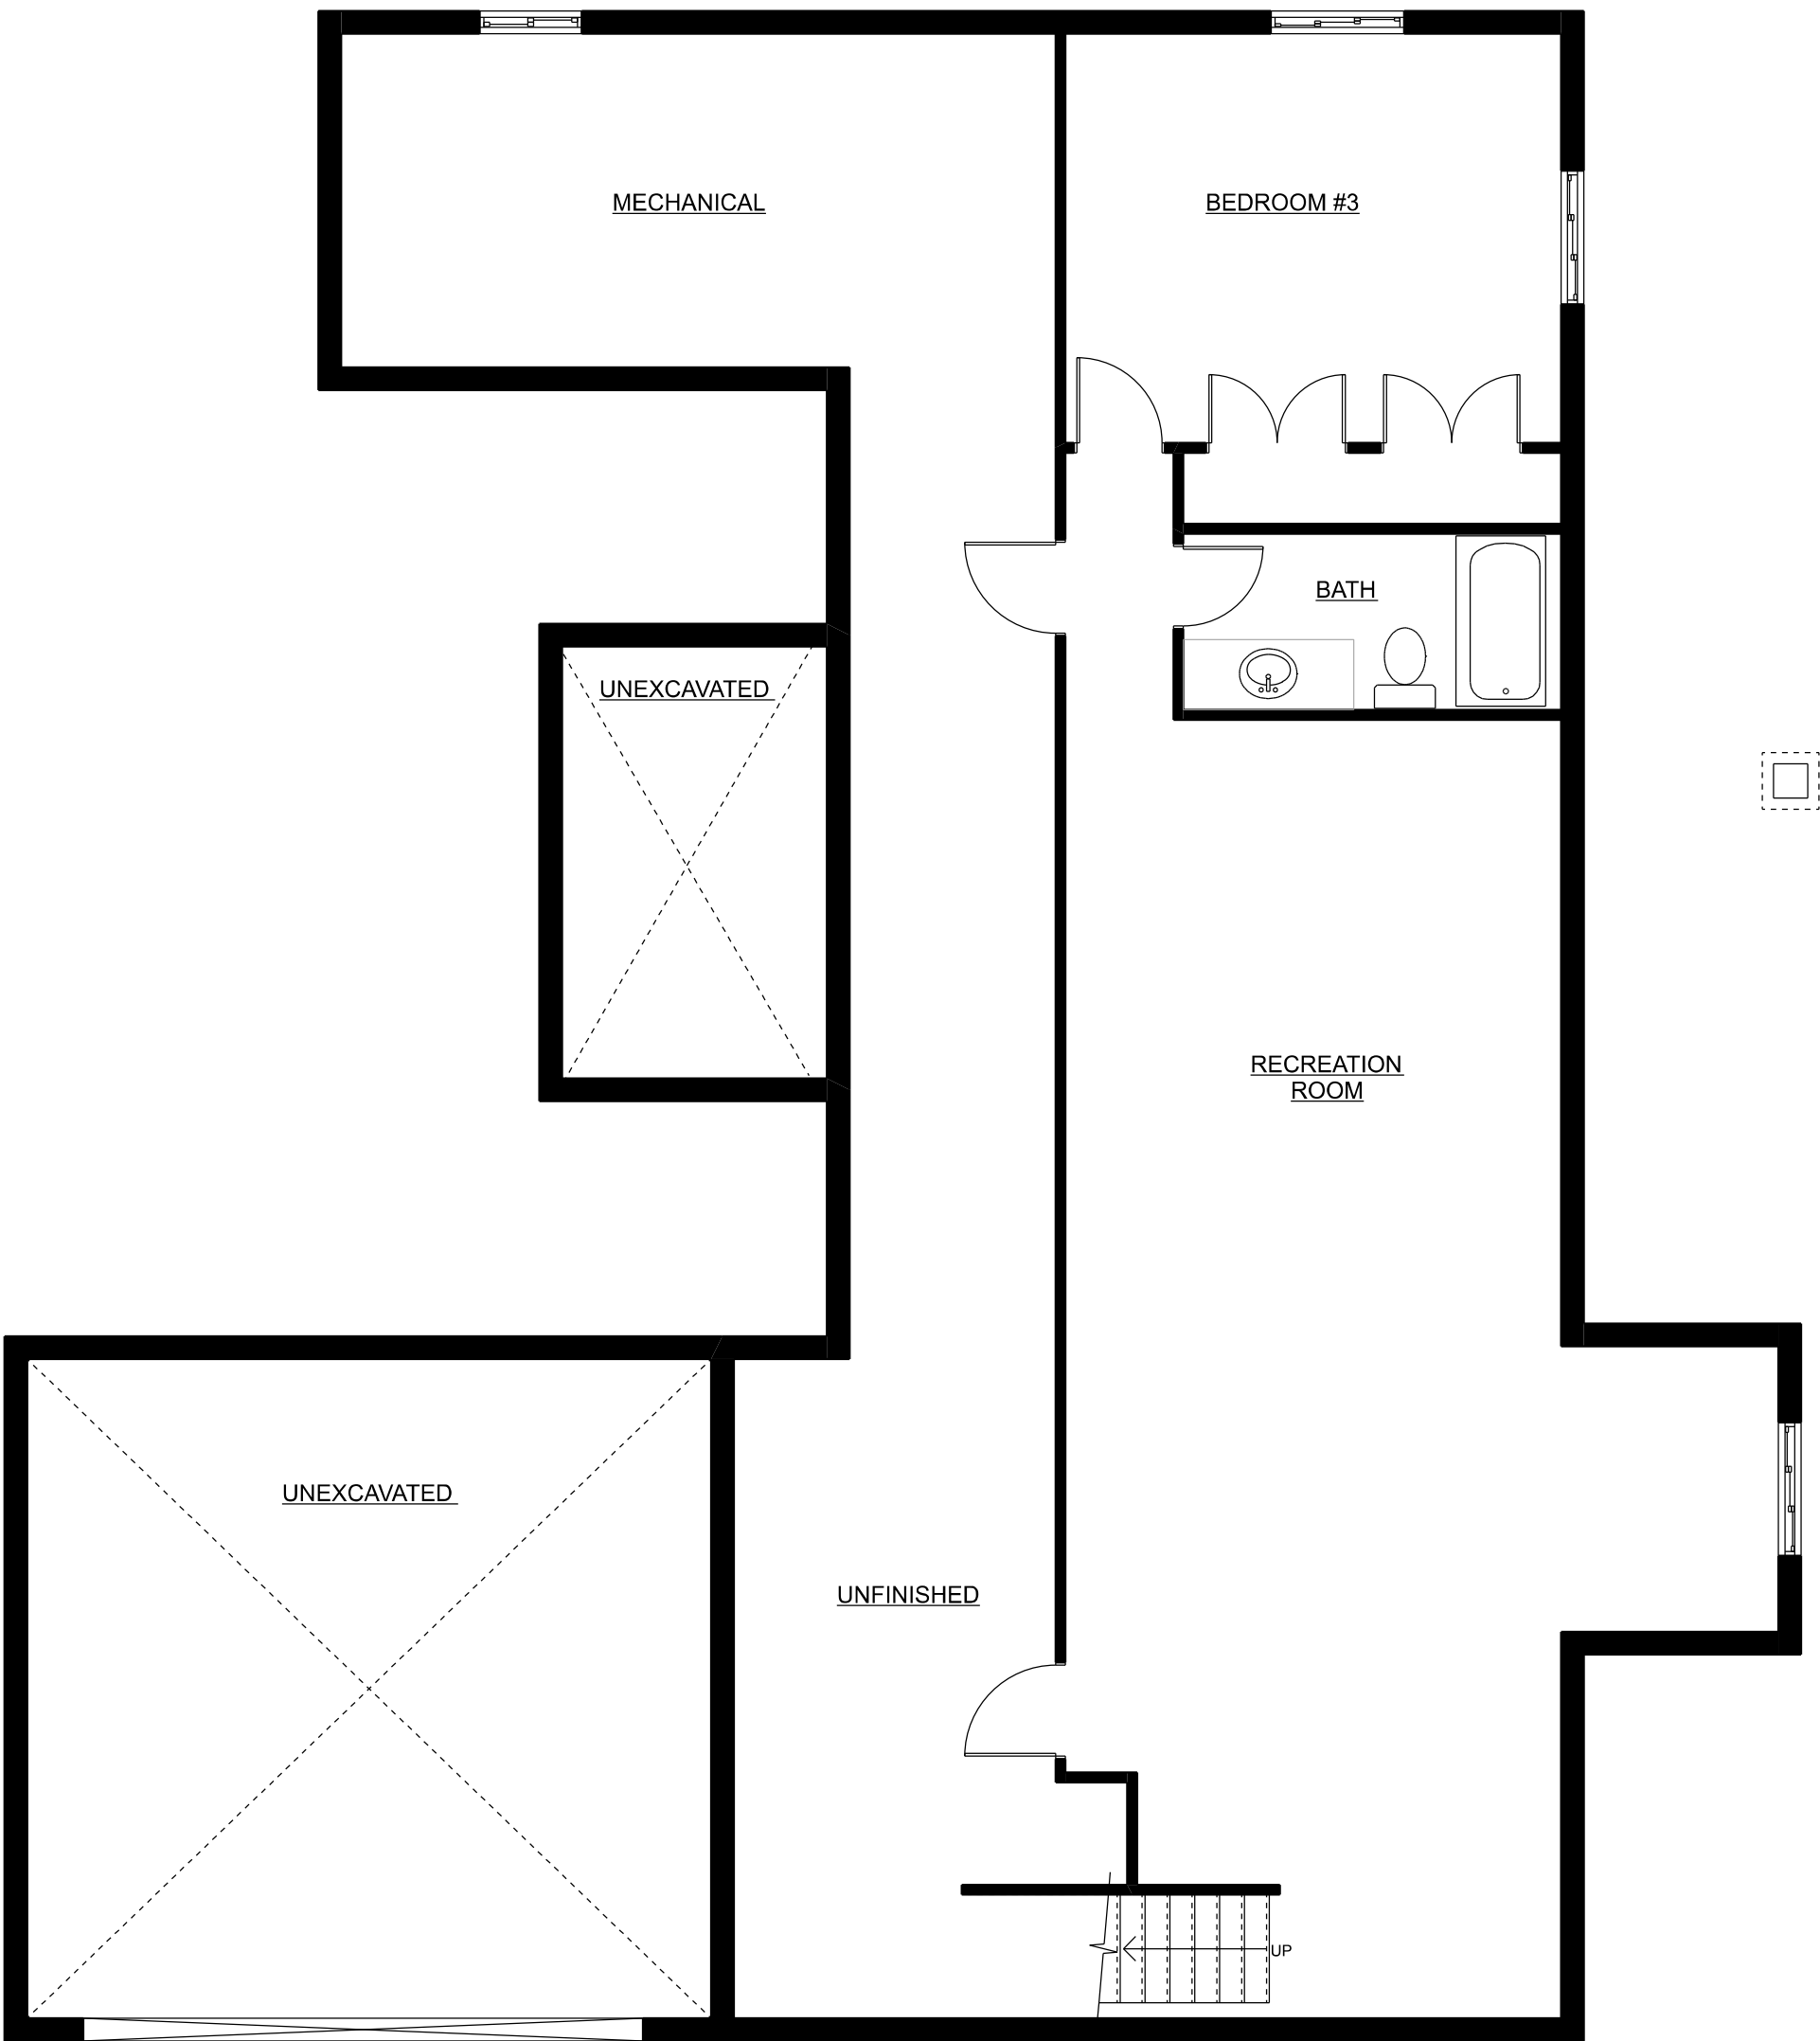 MECHANICAL
BEDROOM #3
BATH
UNEXCAVATED
RECREATION
ROOM
UNEXCAVATED
UNFINISHED
UP